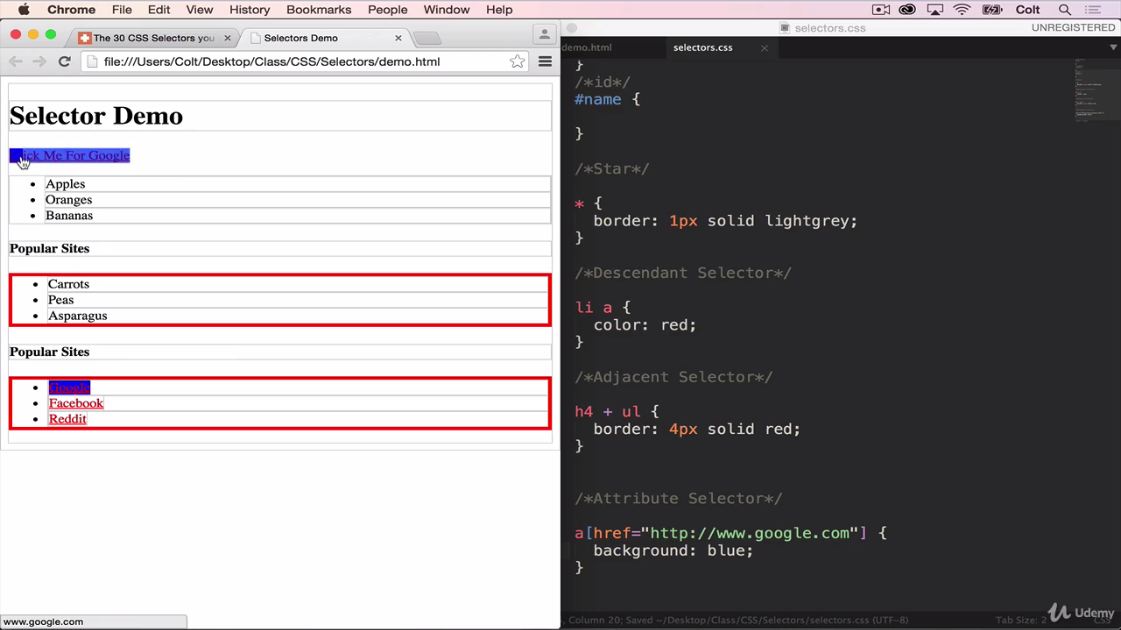 Chrome File Edit View History Bookmarks People Window Help Colt
The 30 CSS Selectors you
Selectors Demo
file:///Users/Colt/Desktop/Class/CSS/Selectors/demo.html
Selector Demo
Click Me For Google
Apples
Oranges
Bananas
Popular Sites
Carrots
Peas
Asparagus
Popular Sites
Google
Facebook
Reddit
www.google.com
selectors.css
UNREGISTERED
demo.html
selectors.css
}
/*id*/
#name {
}
/*Star*/
* {
border: 1px solid lightgrey;
}
/*Descendant Selector*/
li a {
color: red;
}
/*Adjacent Selector*/
h4 + ul {
border: 4px solid red;
}
/*Attribute Selector*/
a[href="http://www.google.com"] {
background: blue;
}
, Column 20; Saved ~/Desktop/Class/CSS/Selectors/selectors.css (UTF-8)
Tab Size: 2
CSS
Udemy